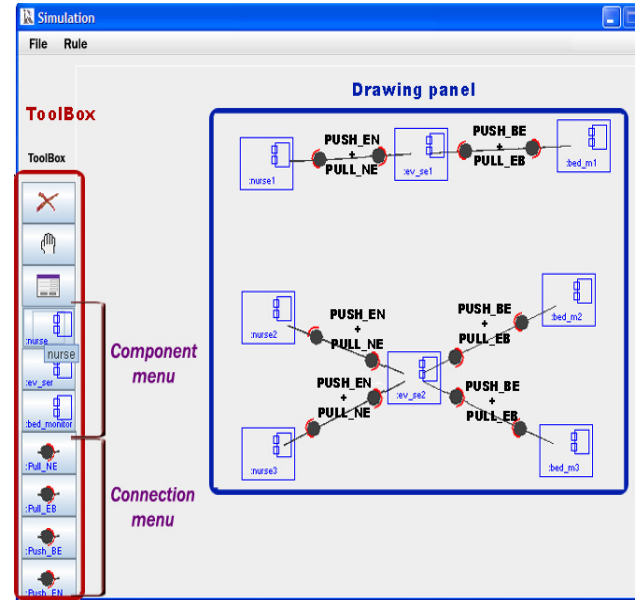 Simulation
File Rule
Drawing panel
ToolBox
ToolBox
:nurse
nurse
:ev_ser
:bed_monitor
:Pull_NE
:Pull_EB
:Push_BE
:Push_EN
Component
menu
Connection
menu
:nurse1
PUSH_EN
+
PULL_NE
:ev_se1
PUSH_BE
+
PULL_EB
:bed_m1
:nurse2
PUSH_EN
+
PULL_NE
PUSH_BE
+
PULL_EB
:bed_m2
:ev_se2
PUSH_EN
+
PULL_NE
PUSH_BE
+
PULL_EB
:nurse3
:bed_m3